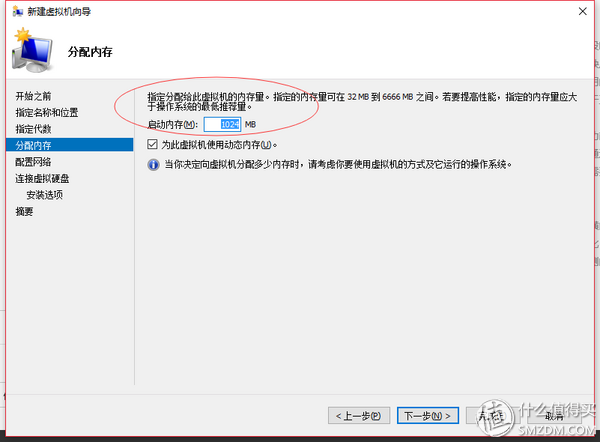 新建虚拟机向导
分配内存
开始之前
指定名称和位置
指定代数
分配内存
配置网络
连接虚拟硬盘
安装选项
摘要
指定分配给此虚拟机的内存量。指定的内存量可在 32 MB 到 6666 MB 之间。若要提高性能，指定的内存量应大
于操作系统的最低推荐量。
启动内存(M): 1024 MB
为此虚拟机使用动态内存(U)。
当你决定向虚拟机分配多少内存时，请考虑你要使用虚拟机的方式及它运行的操作系统。
< 上一步(P) 下一步(N) > 取消
值 什么值得买
SMZDM.COM